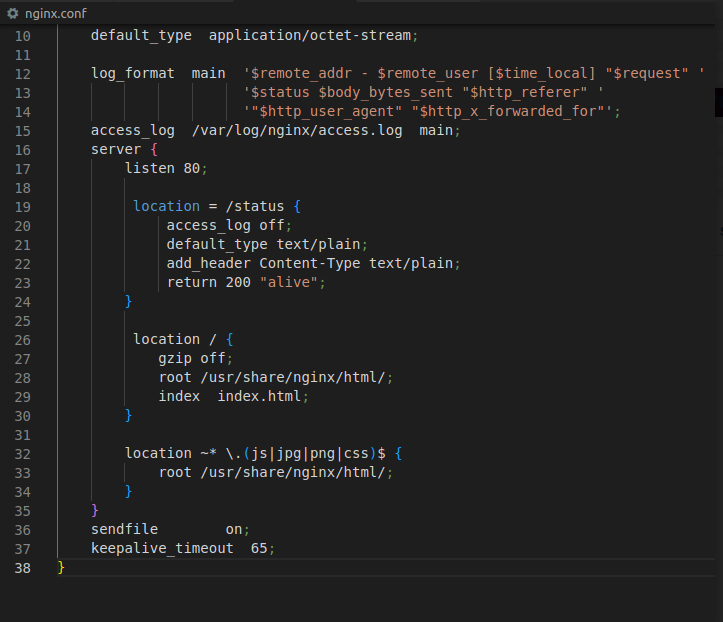 nginx.conf
10 default_type  application/octet-stream;
11
12 log_format  main  '$remote_addr - $remote_user [$time_local] "$request" '
13 '$status $body_bytes_sent "$http_referer" '
14 '"$http_user_agent" "$http_x_forwarded_for"';
15 access_log  /var/log/nginx/access.log  main;
16 server {
17 listen 80;
18
19 location = /status {
20 access_log off;
21 default_type text/plain;
22 add_header Content-Type text/plain;
23 return 200 "alive";
24 }
25
26 location / {
27 gzip off;
28 root /usr/share/nginx/html/;
29 index  index.html;
30 }
31
32 location ~* \.(js|jpg|png|css)$ {
33 root /usr/share/nginx/html/;
34 }
35 }
36 sendfile        on;
37 keepalive_timeout  65;
38 }